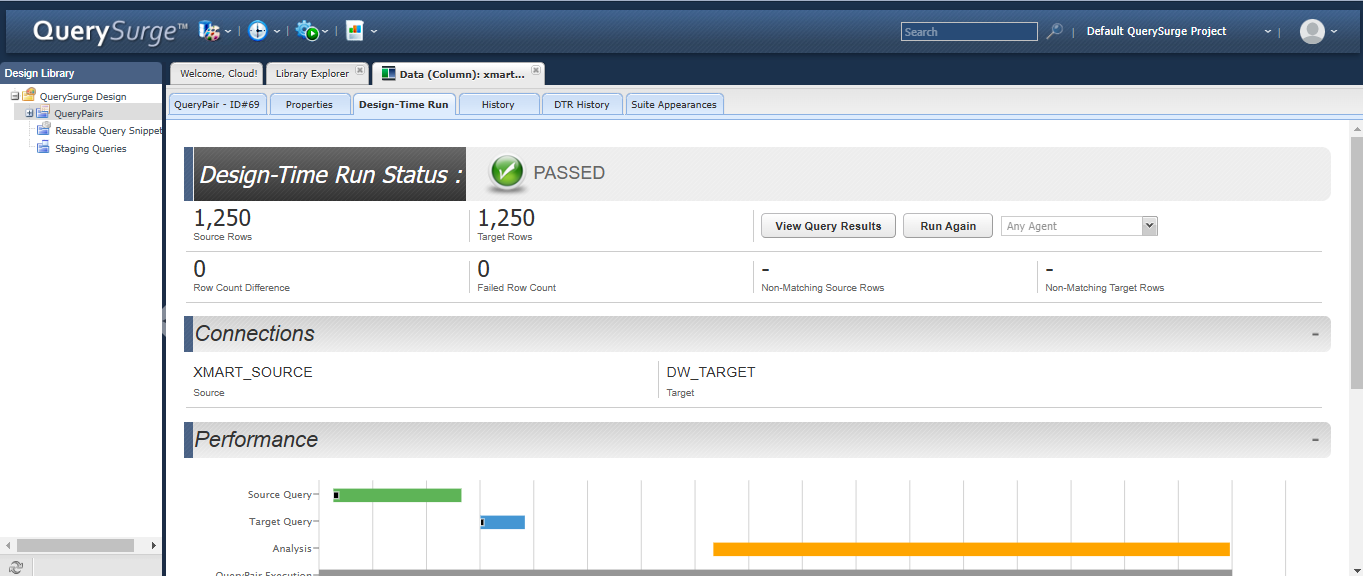 QuerySurge™
Search
Default QuerySurge Project
Design Library
Welcome, Cloud!
Library Explorer
Data (Column): xmart...
QuerySurge Design
QueryPairs
Reusable Query Snippet
Staging Queries
QueryPair - ID#69
Properties
Design-Time Run
History
DTR History
Suite Appearances
Design-Time Run Status :
PASSED
1,250
Source Rows
1,250
Target Rows
View Query Results
Run Again
Any Agent
0
Row Count Difference
0
Failed Row Count
-
Non-Matching Source Rows
-
Non-Matching Target Rows
Connections
-
XMART_SOURCE
Source
DW_TARGET
Target
Performance
-
Source Query
Target Query
Analysis
QueryPair Execution